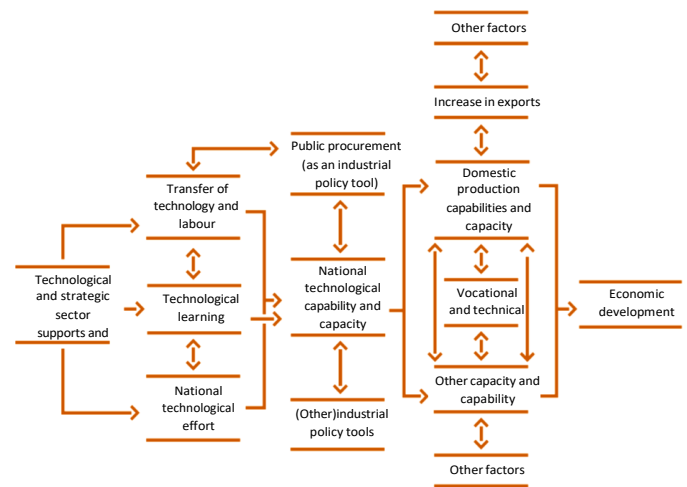 Technological
and strategic
sector
supports and
Transfer of
technology and
labour
Technological
learning
National
technological
effort
Public procurement
(as an industrial
policy tool)
National
technological
capability and
capacity
(Other)industrial
policy tools
Other factors
Increase in exports
Domestic
production
capabilities and
capacity
Vocational
and technical
Other capacity and
capability
Other factors
Economic
development